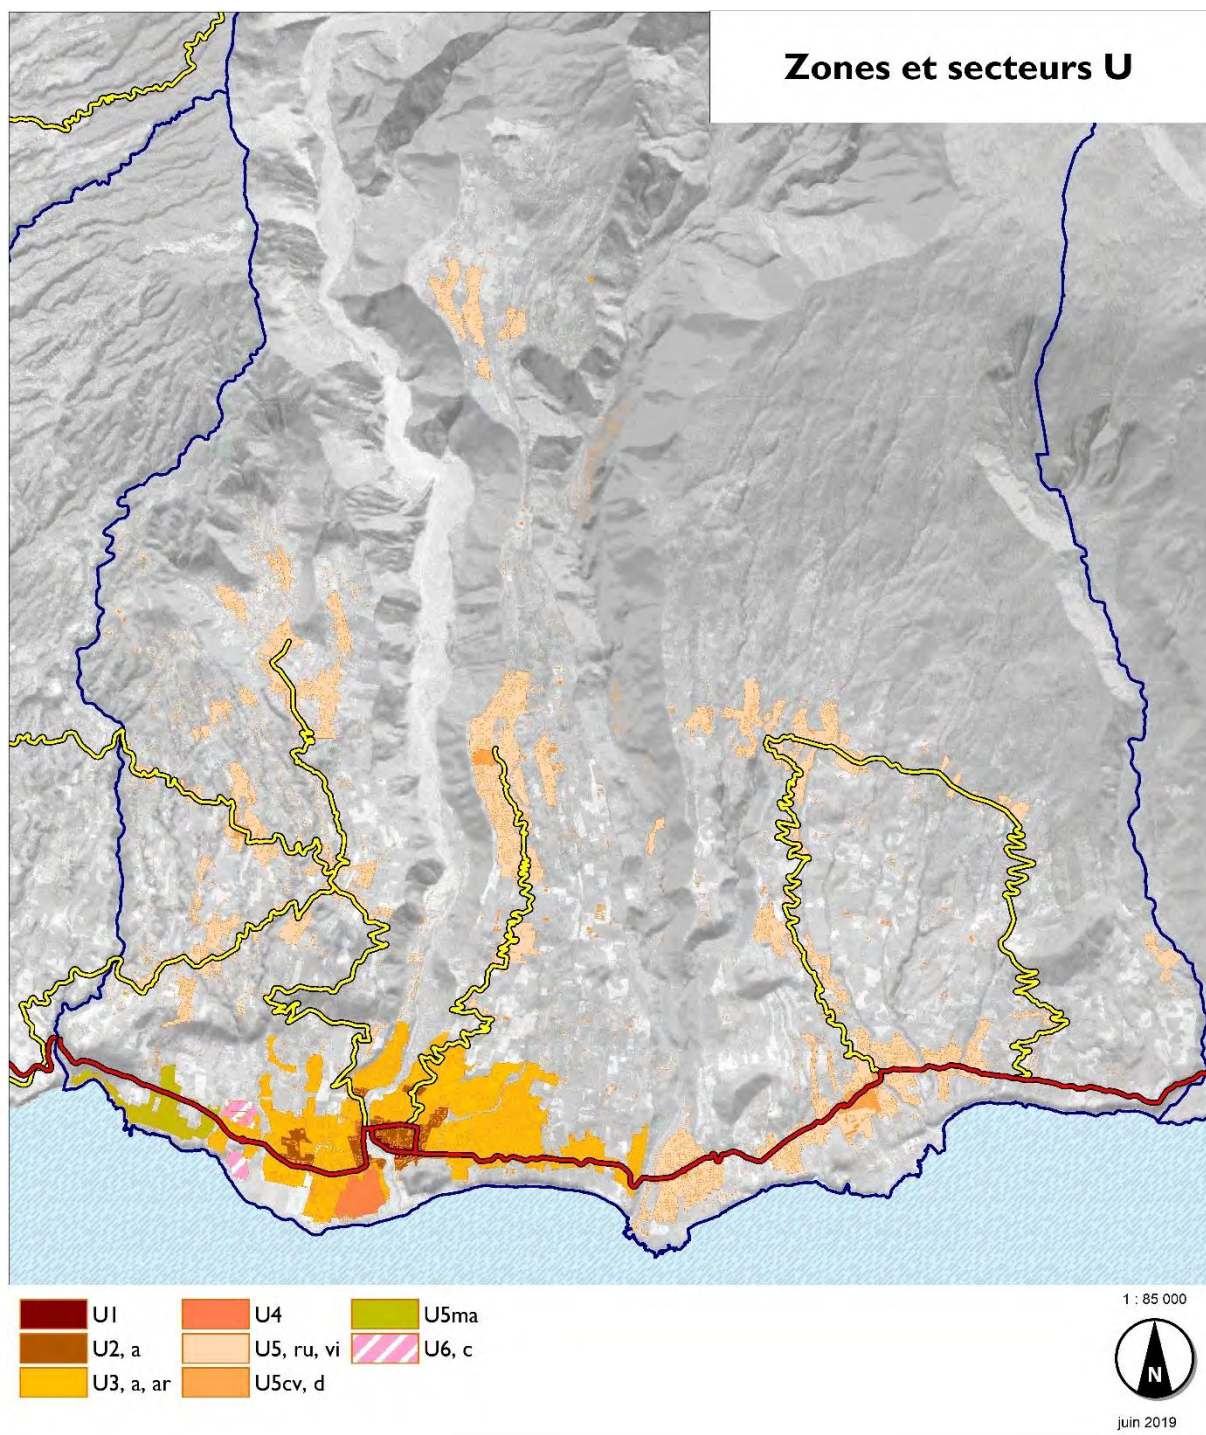 Zones et secteurs U
U1
U2, a
U3, a, ar
U4
U5, ru, vi
U5cv, d
U5ma
U6, c
1 : 85 000
N
juin 2019